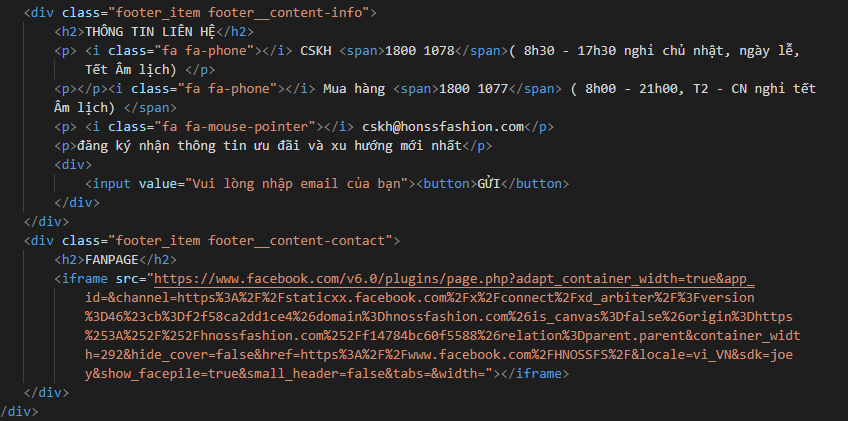 <div class="footer_item footer__content-info">
<h2>THÔNG TIN LIÊN HỆ</h2>
<p> <i class="fa fa-phone"></i> CSKH <span>1800 1078</span>( 8h30 - 17h30 nghi chủ nhật, ngày lễ,
Tết Âm lịch) </p>
<p></p><i class="fa fa-phone"></i> Mua hàng <span>1800 1077</span> ( 8h00 - 21h00, T2 - CN nghi tết
Âm lịch) </span>
<p> <i class="fa fa-mouse-pointer"></i> cskh@honssfashion.com</p>
<p>đăng ký nhận thông tin ưu đãi và xu hướng mới nhất</p>
<div>
<input value="Vui lòng nhập email của bạn"><button>GỬI</button>
</div>
</div>
<div class="footer_item footer__content-contact">
<h2>FANPAGE</h2>
<iframe src="https://www.facebook.com/v6.0/plugins/page.php?adapt_container_width=true&app_
id=&channel=https%3A%2F%2Fstaticxx.facebook.com%2Fx%2Fconnect%2Fxd_arbiter%2F%3Fversion
%3D46%23cb%3Df2f58ca2dd1ce4%26domain%3Dhnossfashion.com%26is_canvas%3Dfalse%26origin%3Dhttps
%253A%252F%252Fhnossfashion.com%252Ff14784bc60f5588%26relation%3Dparent.parent&container_widt
h=292&hide_cover=false&href=https%3A%2F%2Fwww.facebook.com%2FHNOSSFS%2F&locale=vi_VN&sdk=joe
y&show_facepile=true&small_header=false&tabs=&width="></iframe>
</div>
/div>